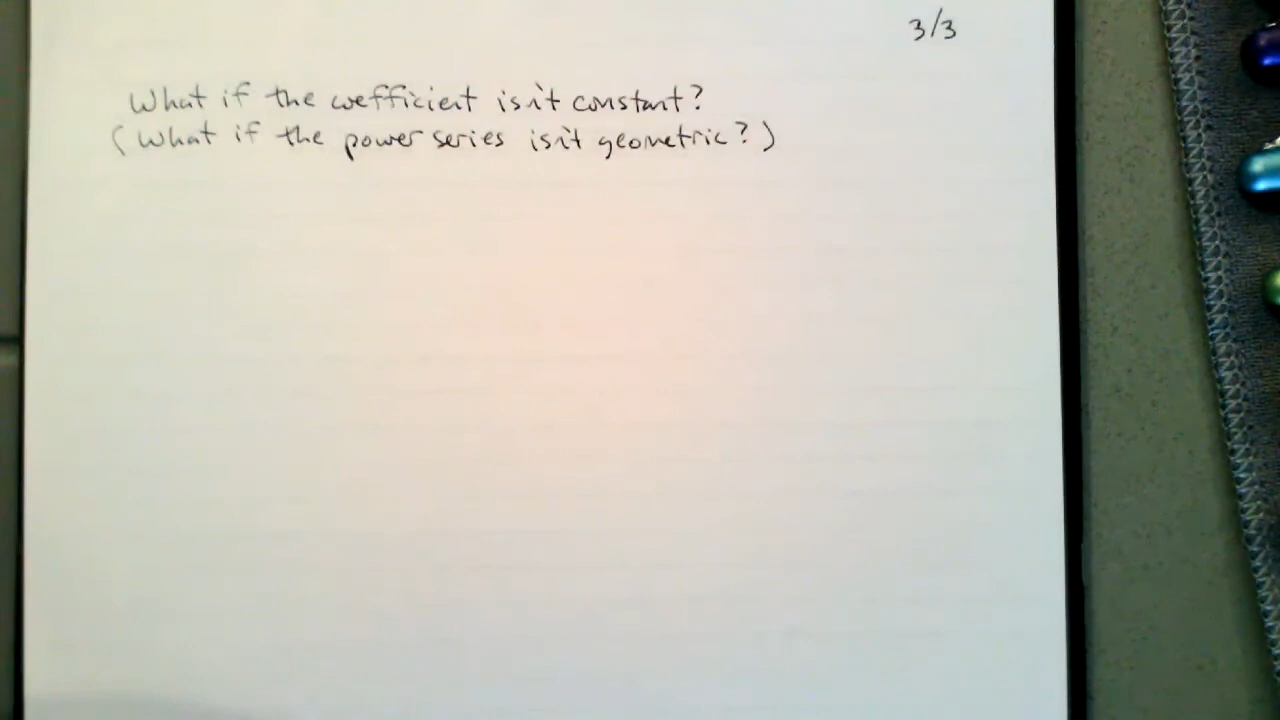 3/3
What if the coefficient isn't constant?
(What if the power series isn't geometric?)